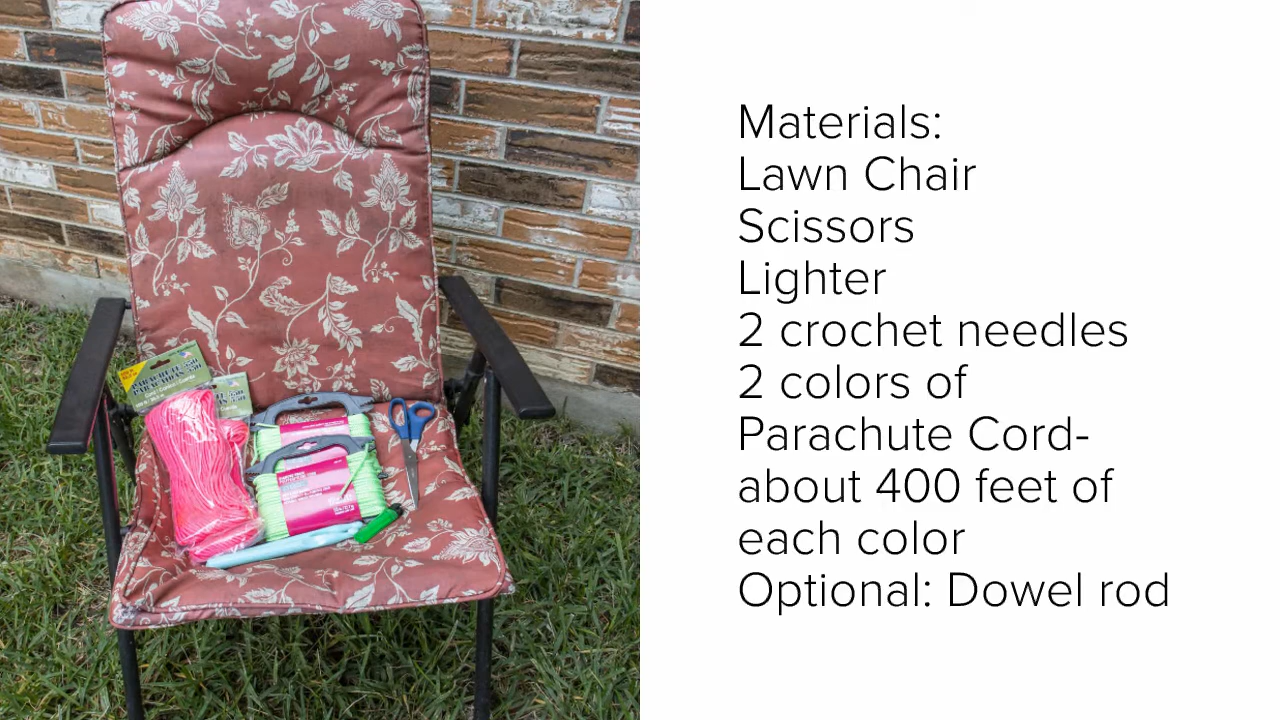 Materials:
Lawn Chair
Scissors
Lighter
2 crochet needles
2 colors of
Parachute Cord-
about 400 feet of
each color
Optional: Dowel rod